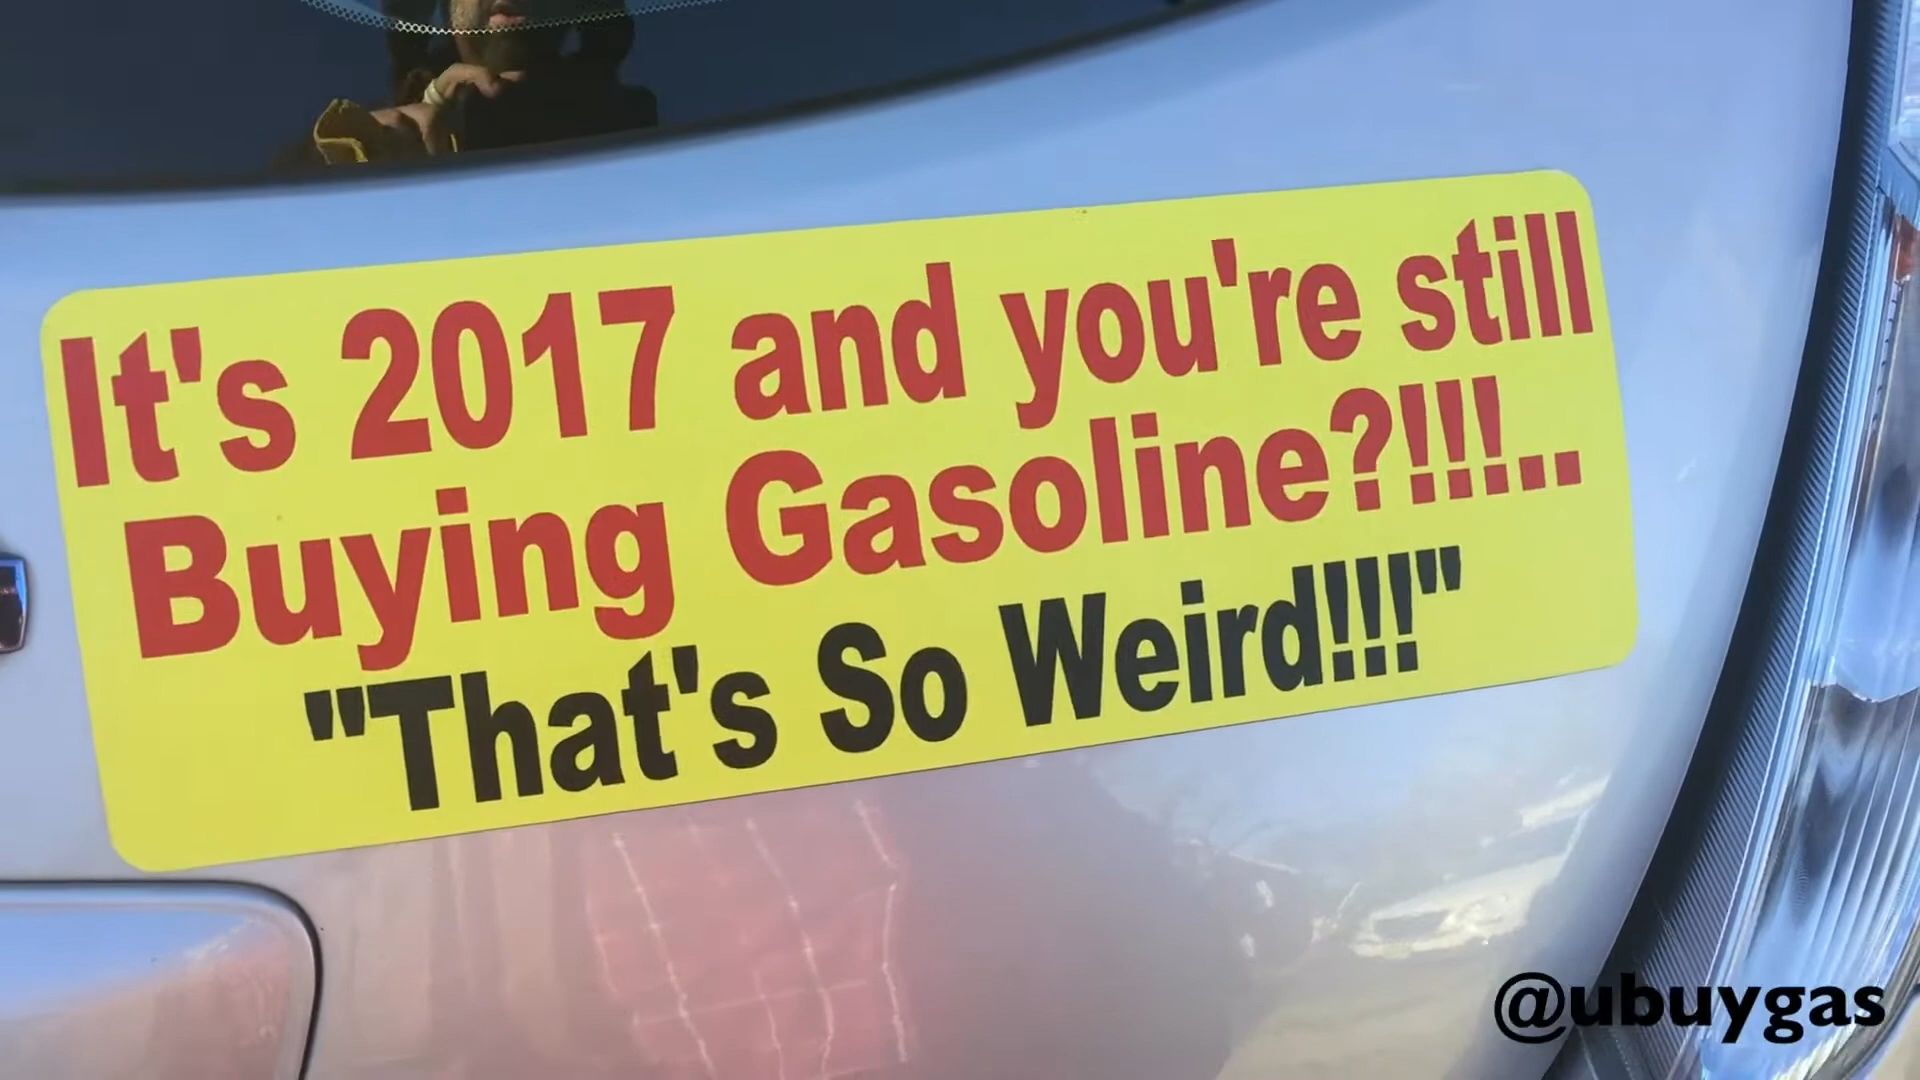 It's 2017 and you're still
Buying Gasoline?!!!..
"That's So Weird!!!"
@ubuygas